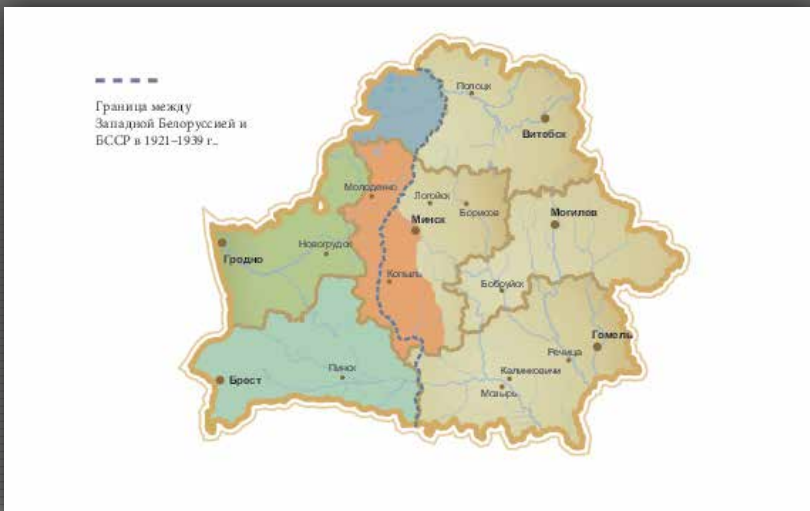 Граница между
Западной Белоруссией и
БССР в 1921–1939 г..
Полоцк
Витебск
Молодечно
Логойск
Борисов
Минск
Могилев
Гродно
Новогрудок
Копыль
Бобруйск
Гомель
Речица
Брест
Пинск
Калинковичи
Мозырь